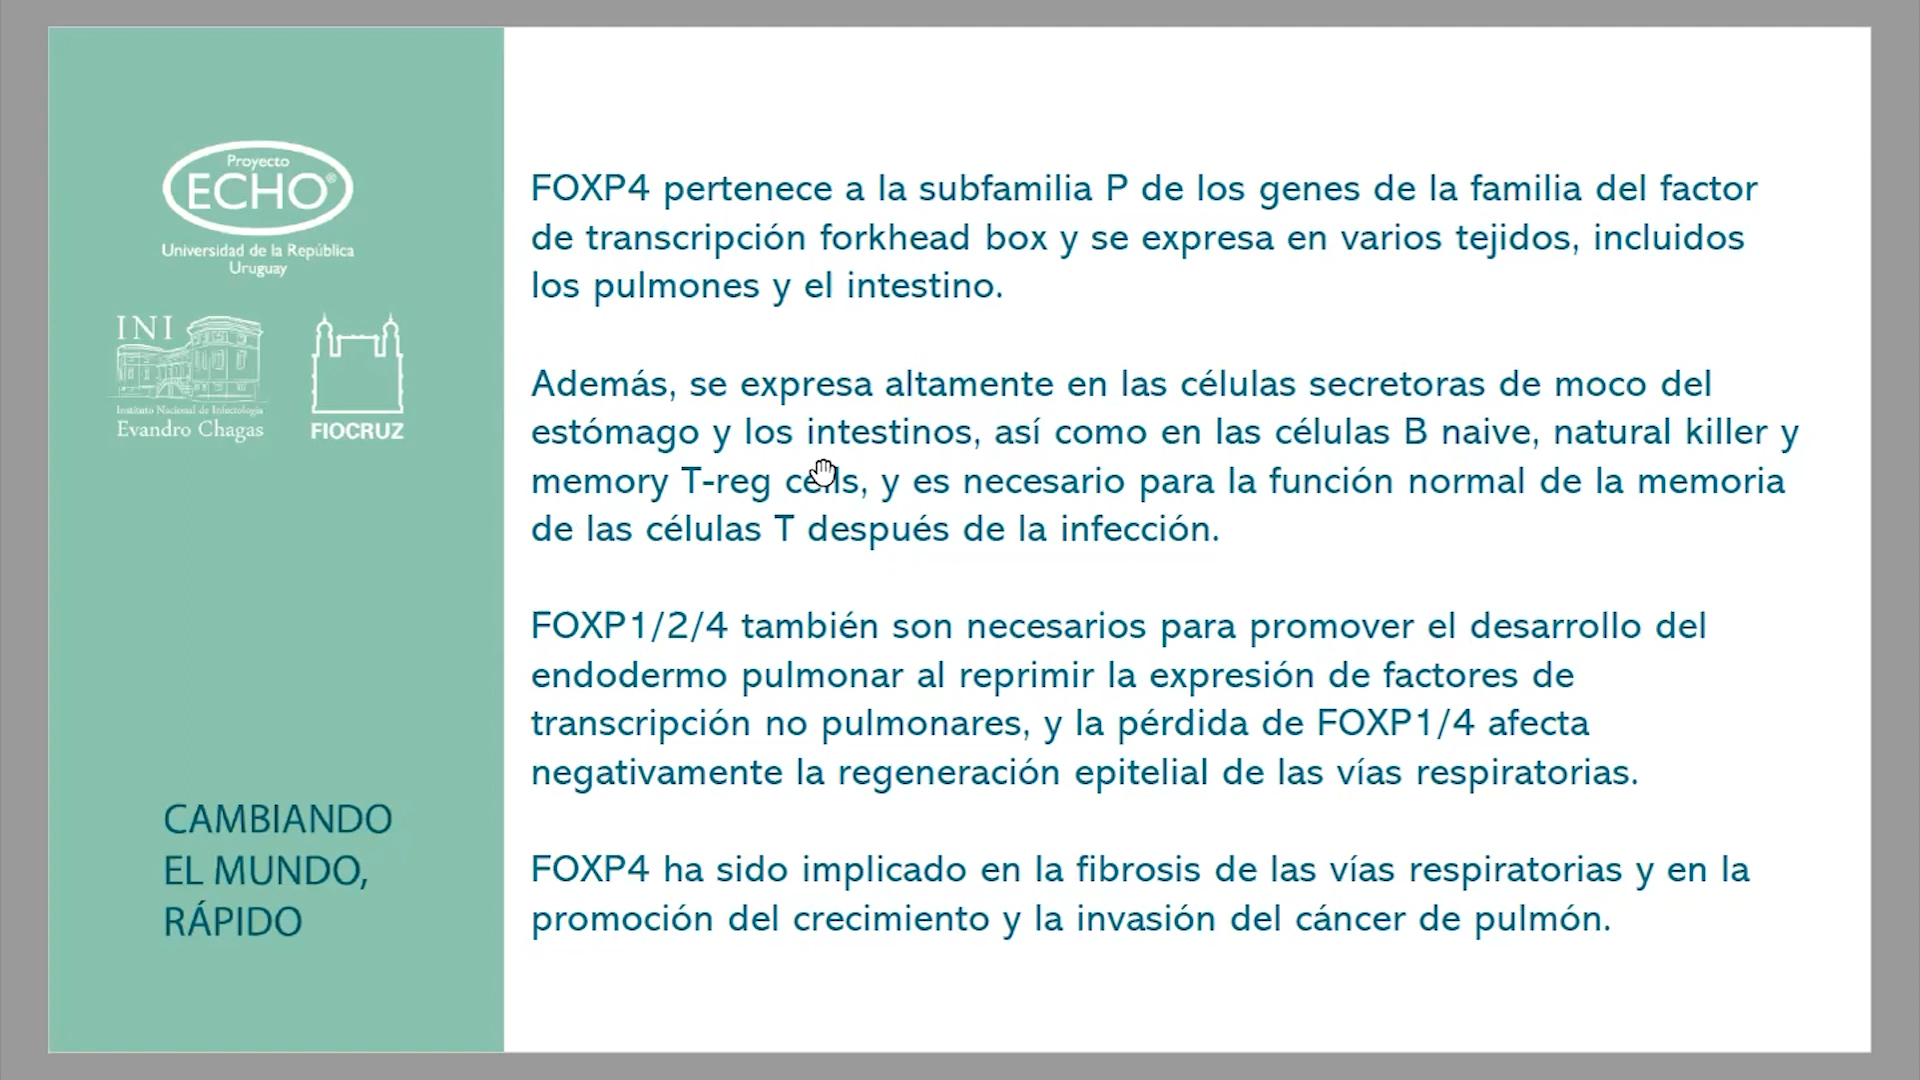 Proyecto
ECHO®
Universidad de la República
Uruguay
INI
Instituto Nacional de Infectologia
Evandro Chagas
FIOCRUZ
CAMBIANDO
EL MUNDO,
RÁPIDO
FOXP4 pertenece a la subfamilia P de los genes de la familia del factor
de transcripción forkhead box y se expresa en varios tejidos, incluidos
los pulmones y el intestino.
Además, se expresa altamente en las células secretoras de moco del
estómago y los intestinos, así como en las células B naive, natural killer y
memory T-reg cells, y es necesario para la función normal de la memoria
de las células T después de la infección.
FOXP1/2/4 también son necesarios para promover el desarrollo del
endodermo pulmonar al reprimir la expresión de factores de
transcripción no pulmonares, y la pérdida de FOXP1/4 afecta
negativamente la regeneración epitelial de las vías respiratorias.
FOXP4 ha sido implicado en la fibrosis de las vías respiratorias y en la
promoción del crecimiento y la invasión del cáncer de pulmón.